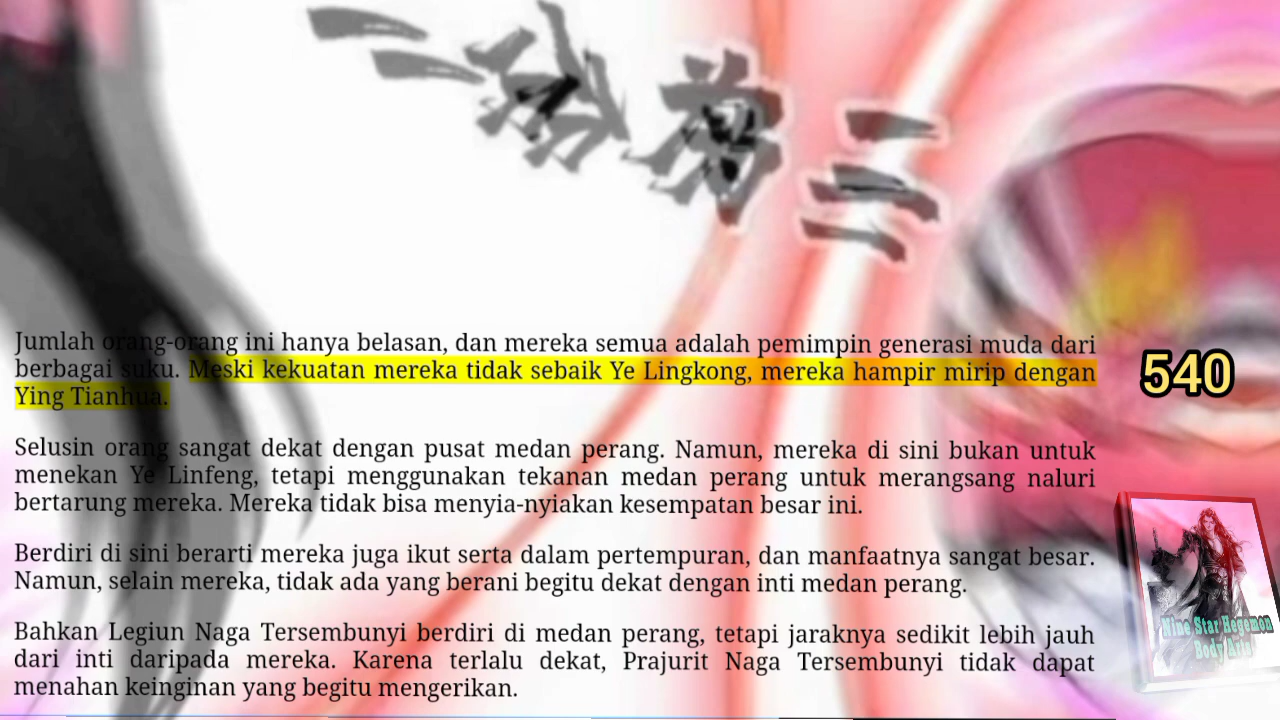 Jumlah orang-orang ini hanya belasan, dan mereka semua adalah pemimpin generasi muda dari
berbagai suku. Meski kekuatan mereka tidak sebaik Ye Lingkong, mereka hampir mirip dengan
Ying Tianhua.
540
Selusin orang sangat dekat dengan pusat medan perang. Namun, mereka di sini bukan untuk
menekan Ye Linfeng, tetapi menggunakan tekanan medan perang untuk merangsang naluri
bertarung mereka. Mereka tidak bisa menyia-nyiakan kesempatan besar ini.
Berdiri di sini berarti mereka juga ikut serta dalam pertempuran, dan manfaatnya sangat besar.
Namun, selain mereka, tidak ada yang berani begitu dekat dengan inti medan perang.
Bahkan Legiun Naga Tersembunyi berdiri di medan perang, tetapi jaraknya sedikit lebih jauh
dari inti daripada mereka. Karena terlalu dekat, Prajurit Naga Tersembunyi tidak dapat
menahan keinginan yang begitu mengerikan.
Nine Star Hegemon
Body Arts